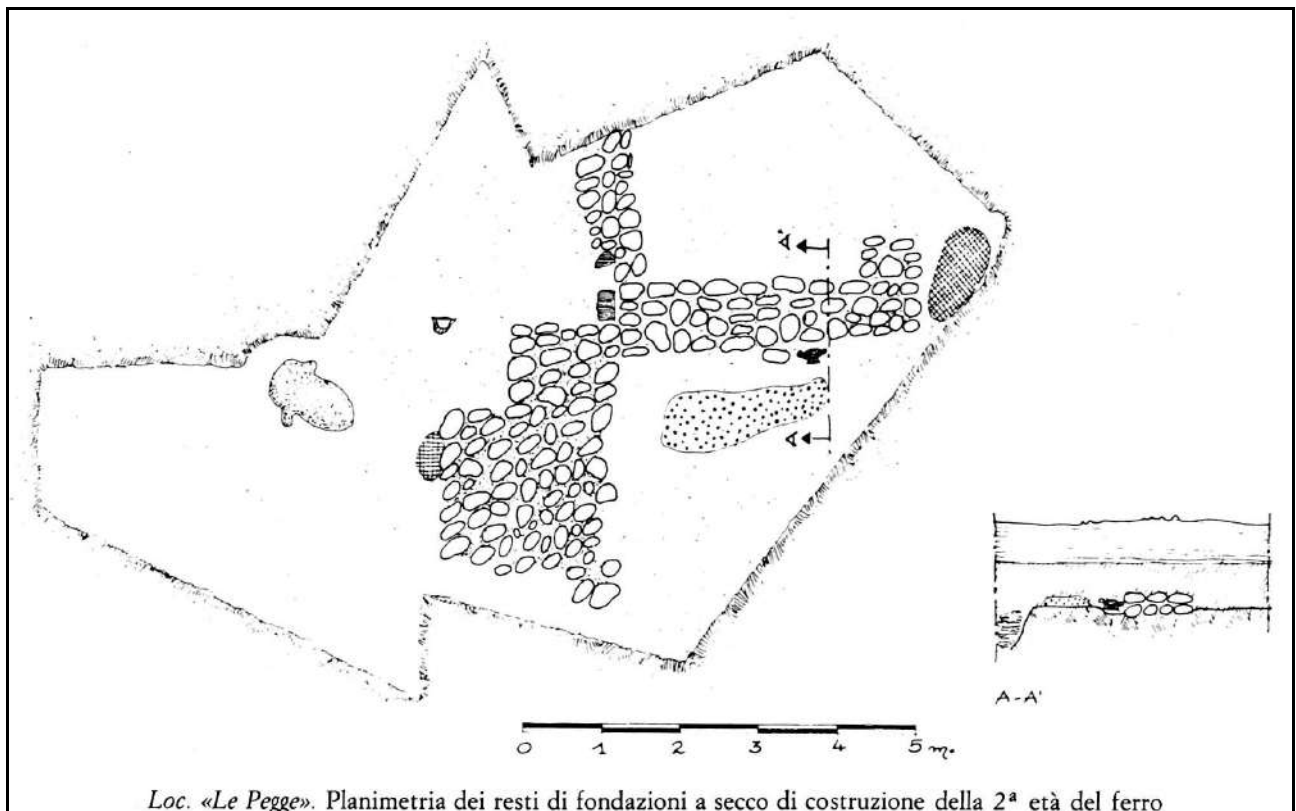 A'
A
A-A'
0 1 2 3 4 5 m.
Loc. «Le Pegge». Planimetria dei resti di fondazioni a secco di costruzione della 2ª età del ferro